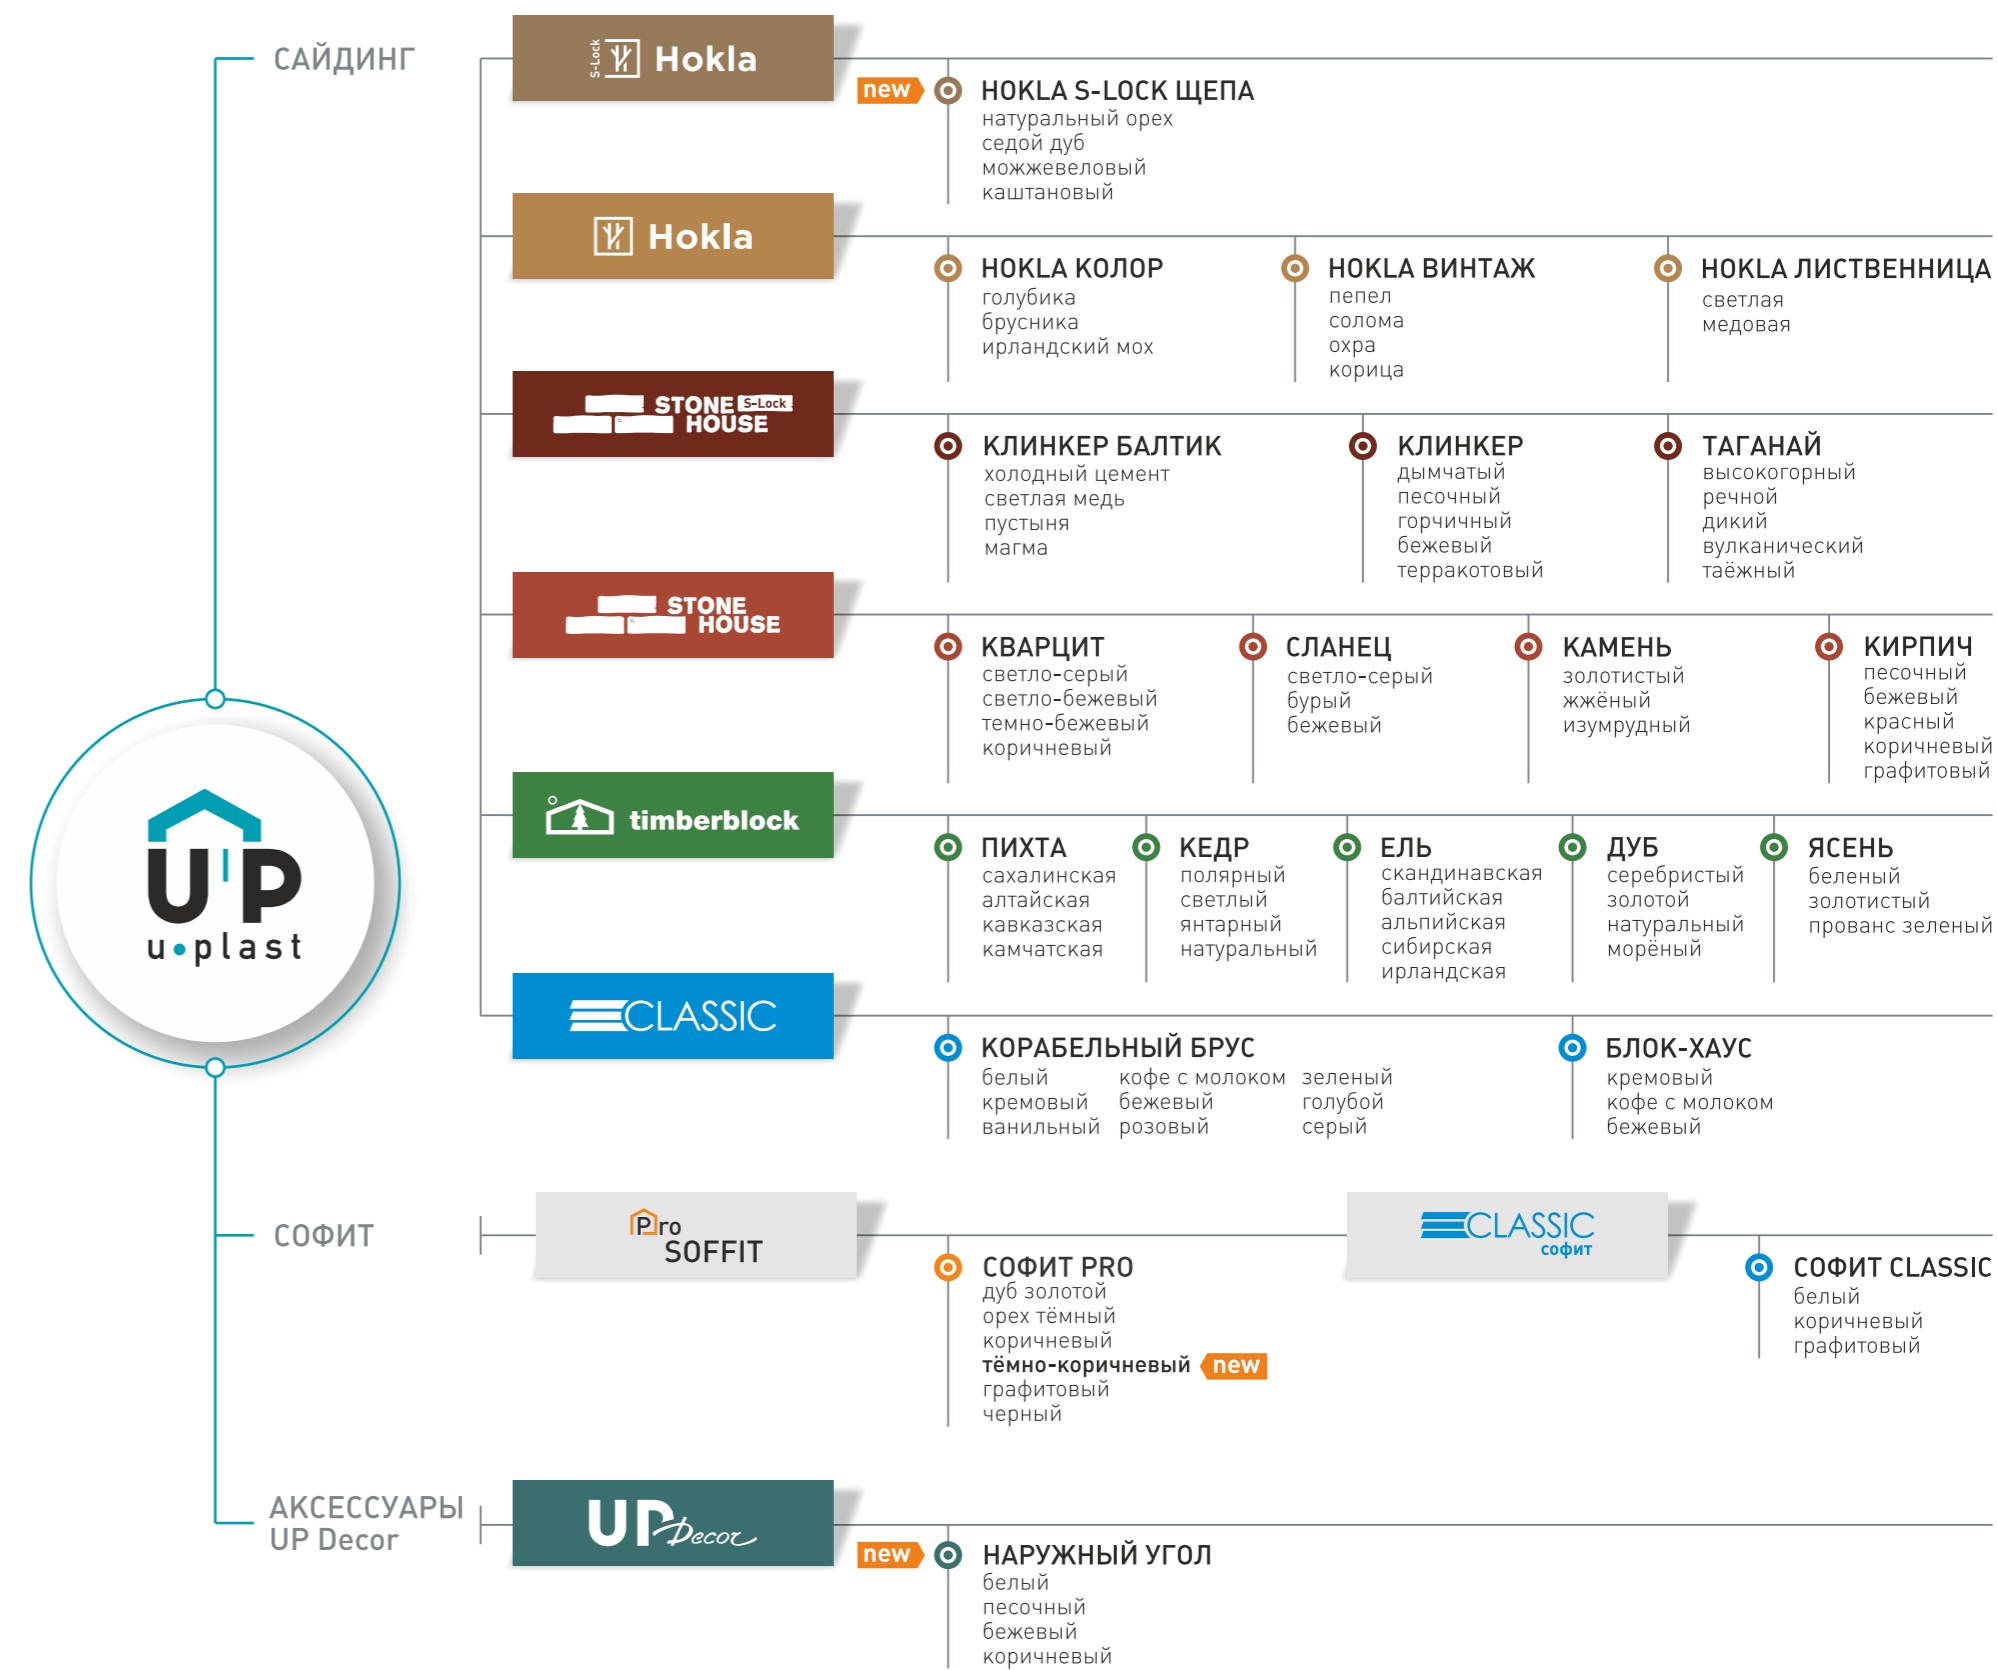 САЙДИНГ
S-Lock Hokla
new
HOKLA S-LOCK ЩЕПА
натуральный орех
седой дуб
можжевеловый
каштановый
Hokla
HOKLA КОЛОР
голубика
брусника
ирландский мох
HOKLA ВИНТАЖ
пепел
солома
охра
корица
HOKLA ЛИСТВЕННИЦА
светлая
медовая
STONE S-Lock
HOUSE
КЛИНКЕР БАЛТИК
холодный цемент
светлая медь
пустыня
магма
КЛИНКЕР
дымчатый
песочный
горчичный
бежевый
терракотовый
ТАГАНАЙ
высокогорный
речной
дикий
вулканический
таёжный
STONE
HOUSE
КВАРЦИТ
светло-серый
светло-бежевый
темно-бежевый
коричневый
СЛАНЕЦ
светло-серый
бурый
бежевый
КАМЕНЬ
золотистый
жжёный
изумрудный
КИРПИЧ
песочный
бежевый
красный
коричневый
графитовый
UP
u•plast
timberblock
ПИХТА
сахалинская
алтайская
кавказская
камчатская
КЕДР
полярный
светлый
янтарный
натуральный
ЕЛЬ
скандинавская
балтийская
альпийская
сибирская
ирландская
ДУБ
серебристый
золотой
натуральный
морёный
ЯСЕНЬ
беленый
золотистый
прованс зеленый
CLASSIC
КОРАБЕЛЬНЫЙ БРУС
белый
кремовый
ванильный
кофе с молоком
бежевый
розовый
зеленый
голубой
серый
БЛОК-ХАУС
кремовый
кофе с молоком
бежевый
СОФИТ
Pro
SOFFIT
СОФИТ PRO
дуб золотой
орех тёмный
коричневый
тёмно-коричневый new
графитовый
черный
CLASSIC
софит
СОФИТ CLASSIC
белый
коричневый
графитовый
АКСЕССУАРЫ
UP Decor
UP Decor
new
НАРУЖНЫЙ УГОЛ
белый
песочный
бежевый
коричневый